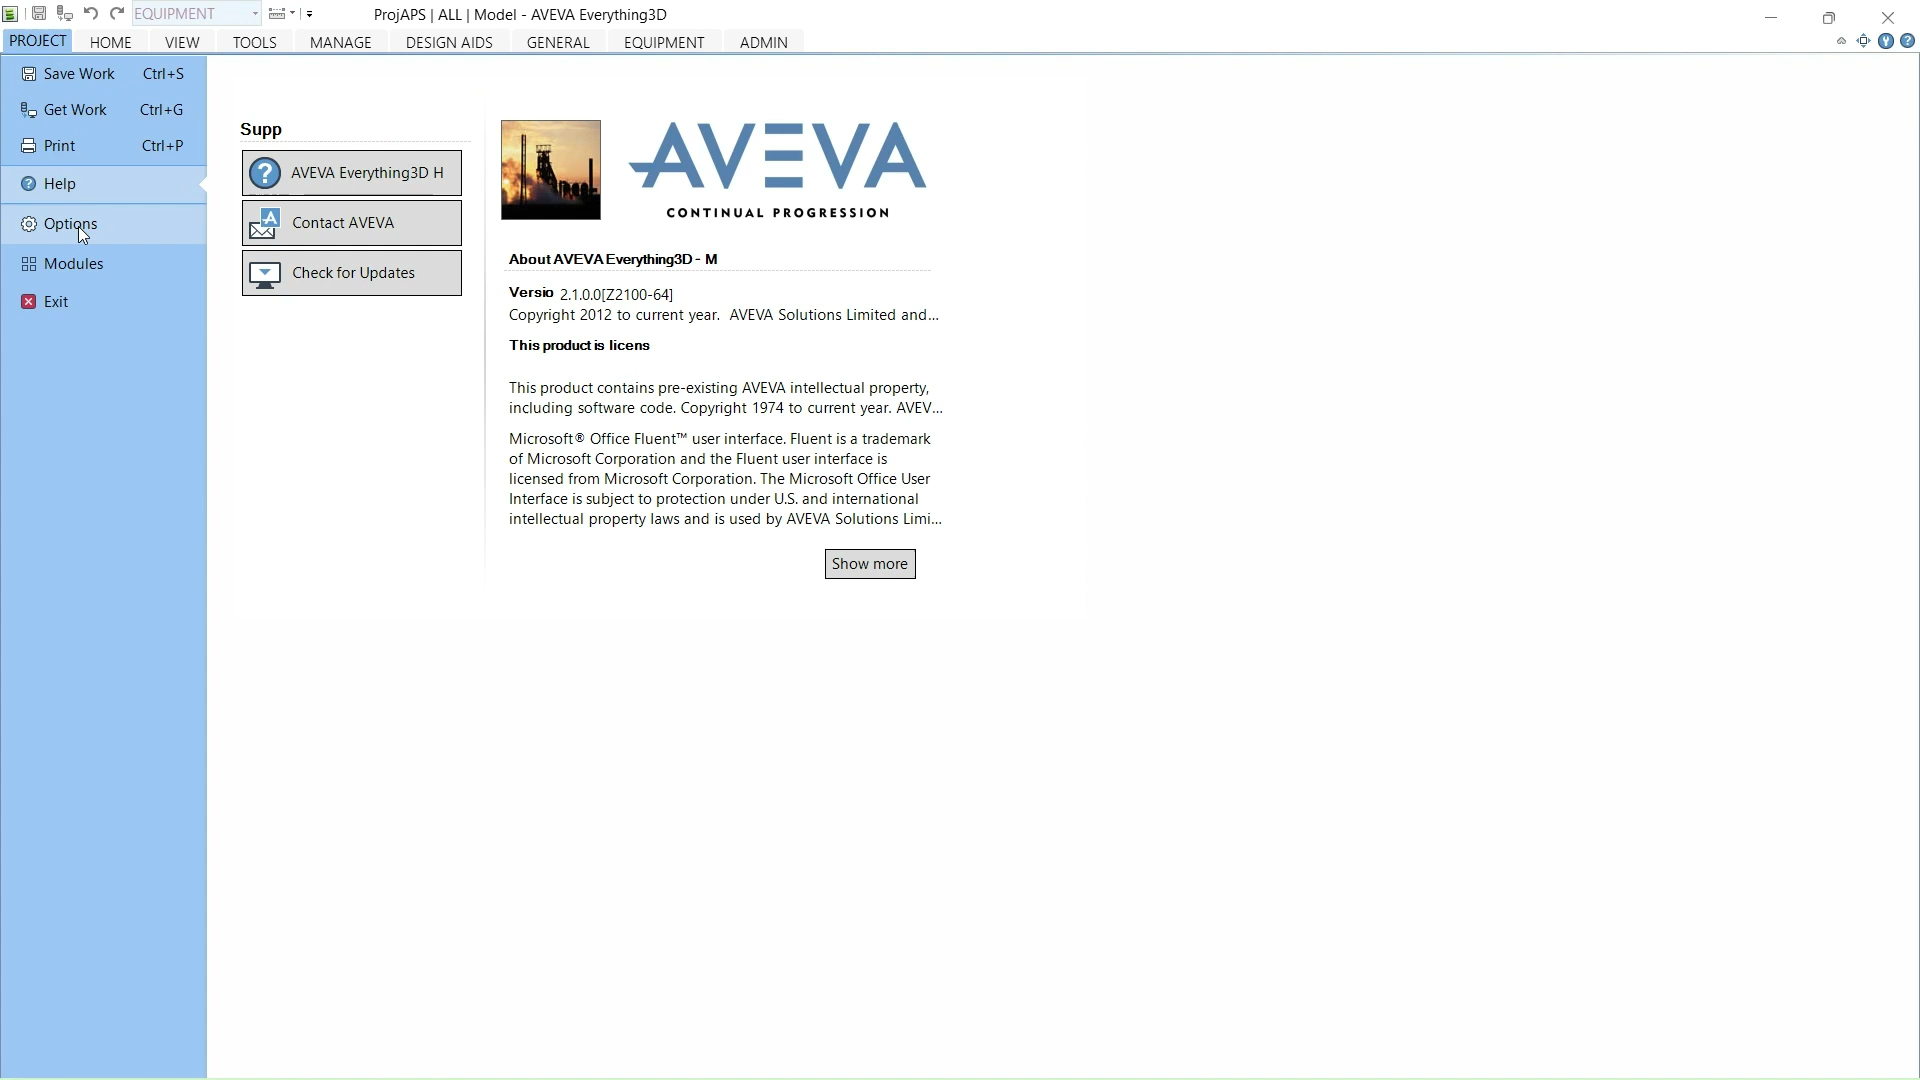 EQUIPMENT
ProjAPS | ALL | Model - AVEVA Everything3D
PROJECT HOME VIEW TOOLS MANAGE DESIGN AIDS GENERAL EQUIPMENT ADMIN
Save Work Ctrl+S
Get Work Ctrl+G
Print Ctrl+P
Help
Options
Modules
Exit
Supp
AVEVA Everything3D H
Contact AVEVA
Check for Updates
AVEVA
CONTINUAL PROGRESSION
About AVEVA Everything3D - M
Versio 2.1.0.0[Z2100-64]
Copyright 2012 to current year. AVEVA Solutions Limited and...
This product is licens
This product contains pre-existing AVEVA intellectual property,
including software code. Copyright 1974 to current year. AVEV...
Microsoft® Office Fluent™ user interface. Fluent is a trademark
of Microsoft Corporation and the Fluent user interface is
licensed from Microsoft Corporation. The Microsoft Office User
Interface is subject to protection under U.S. and international
intellectual property laws and is used by AVEVA Solutions Limi...
Show more